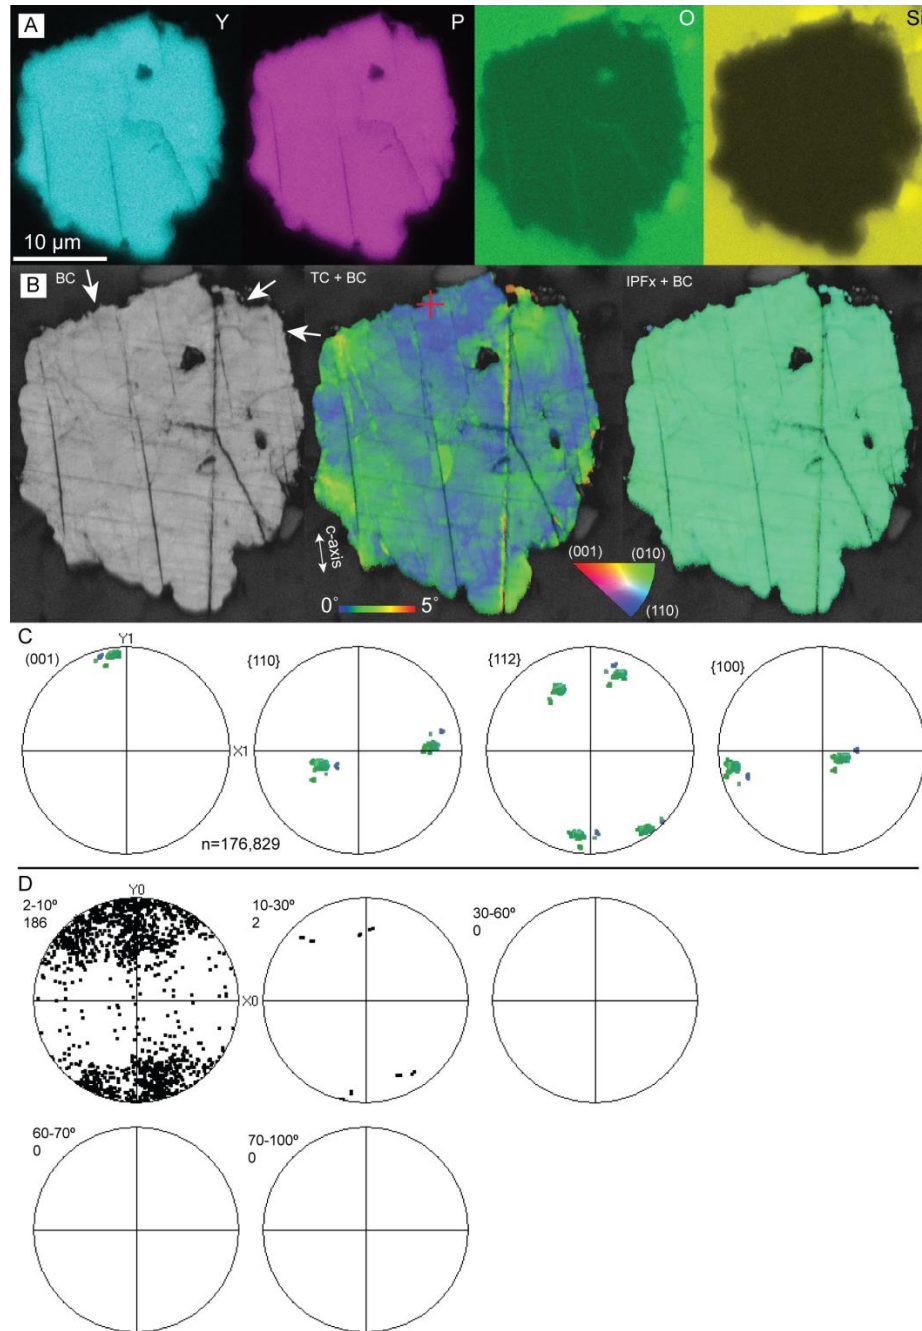 A Y P O Si
10 µm
B BC TC + BC IPFx + BC
c-axis
0° 5°
(001) (010)
(110)
C Y1
(001) {110} {112} {100}
X1
n=176,829
D Y0
2-10º 10-30º 30-60º
186 2 0
X0
60-70º 70-100º
0 0